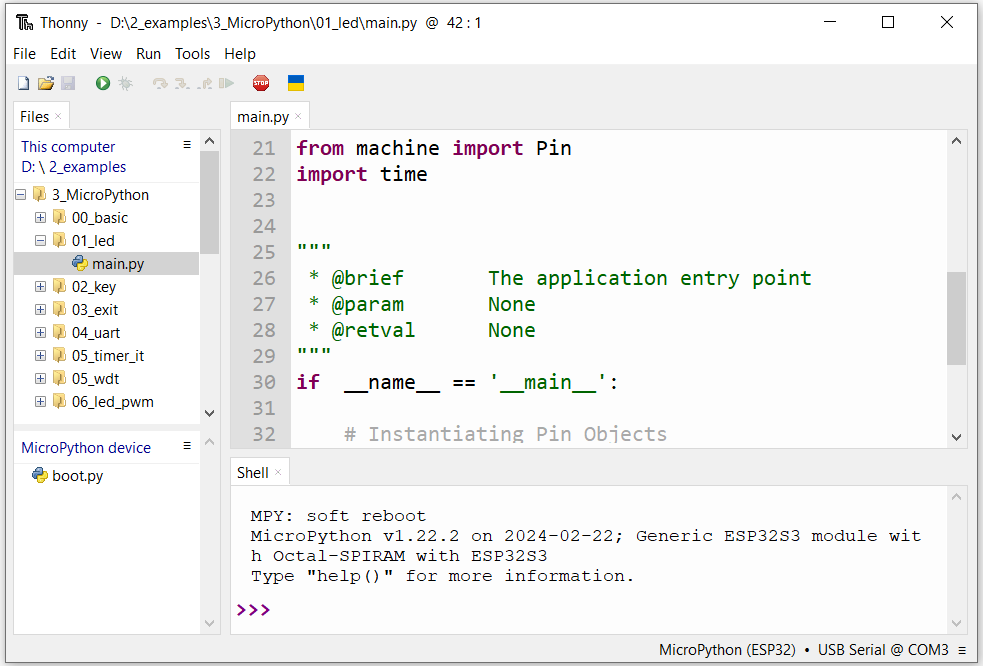 Thonny - D:\2_examples\3_MicroPython\01_led\main.py @ 42 : 1
File Edit View Run Tools Help
STOP
Files ×
This computer ≡
D: \ 2_examples
3_MicroPython
00_basic
01_led
main.py
02_key
03_exit
04_uart
05_timer_it
05_wdt
06_led_pwm
MicroPython device ≡
boot.py
main.py ×
21 from machine import Pin
22 import time
23
24
25 """
26 * @brief The application entry point
27 * @param None
28 * @retval None
29 """
30 if __name__ == '__main__':
31
32 # Instantiating Pin Objects
Shell ×
MPY: soft reboot
MicroPython v1.22.2 on 2024-02-22; Generic ESP32S3 module wit
h Octal-SPIRAM with ESP32S3
Type "help()" for more information.
>>>
MicroPython (ESP32) • USB Serial @ COM3 ≡